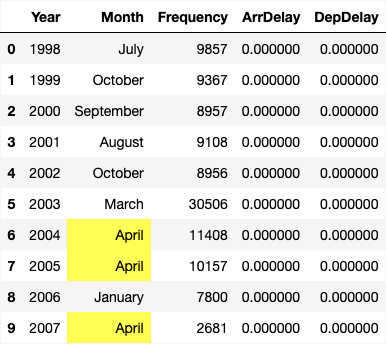 Year Month Frequency ArrDelay DepDelay
0 1998 July 9857 0.000000 0.000000
1 1999 October 9367 0.000000 0.000000
2 2000 September 8957 0.000000 0.000000
3 2001 August 9108 0.000000 0.000000
4 2002 October 8956 0.000000 0.000000
5 2003 March 30506 0.000000 0.000000
6 2004 April 11408 0.000000 0.000000
7 2005 April 10157 0.000000 0.000000
8 2006 January 7800 0.000000 0.000000
9 2007 April 2681 0.000000 0.000000